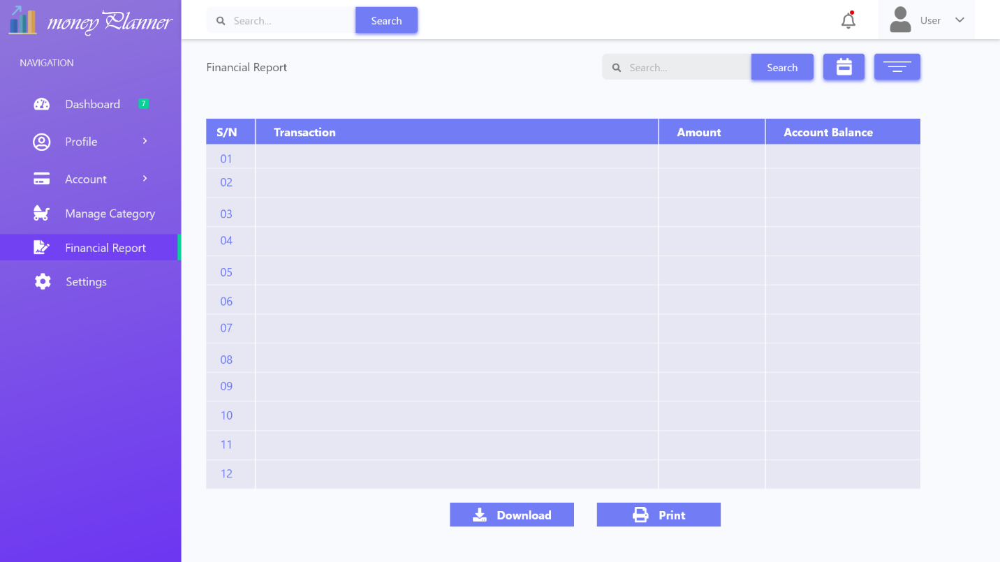 money Planner
Search... Search
User
NAVIGATION
Dashboard 7
Profile
Account
Manage Category
Financial Report
Settings
Financial Report
Search... Search
S/N Transaction Amount Account Balance
01
02
03
04
05
06
07
08
09
10
11
12
Download Print